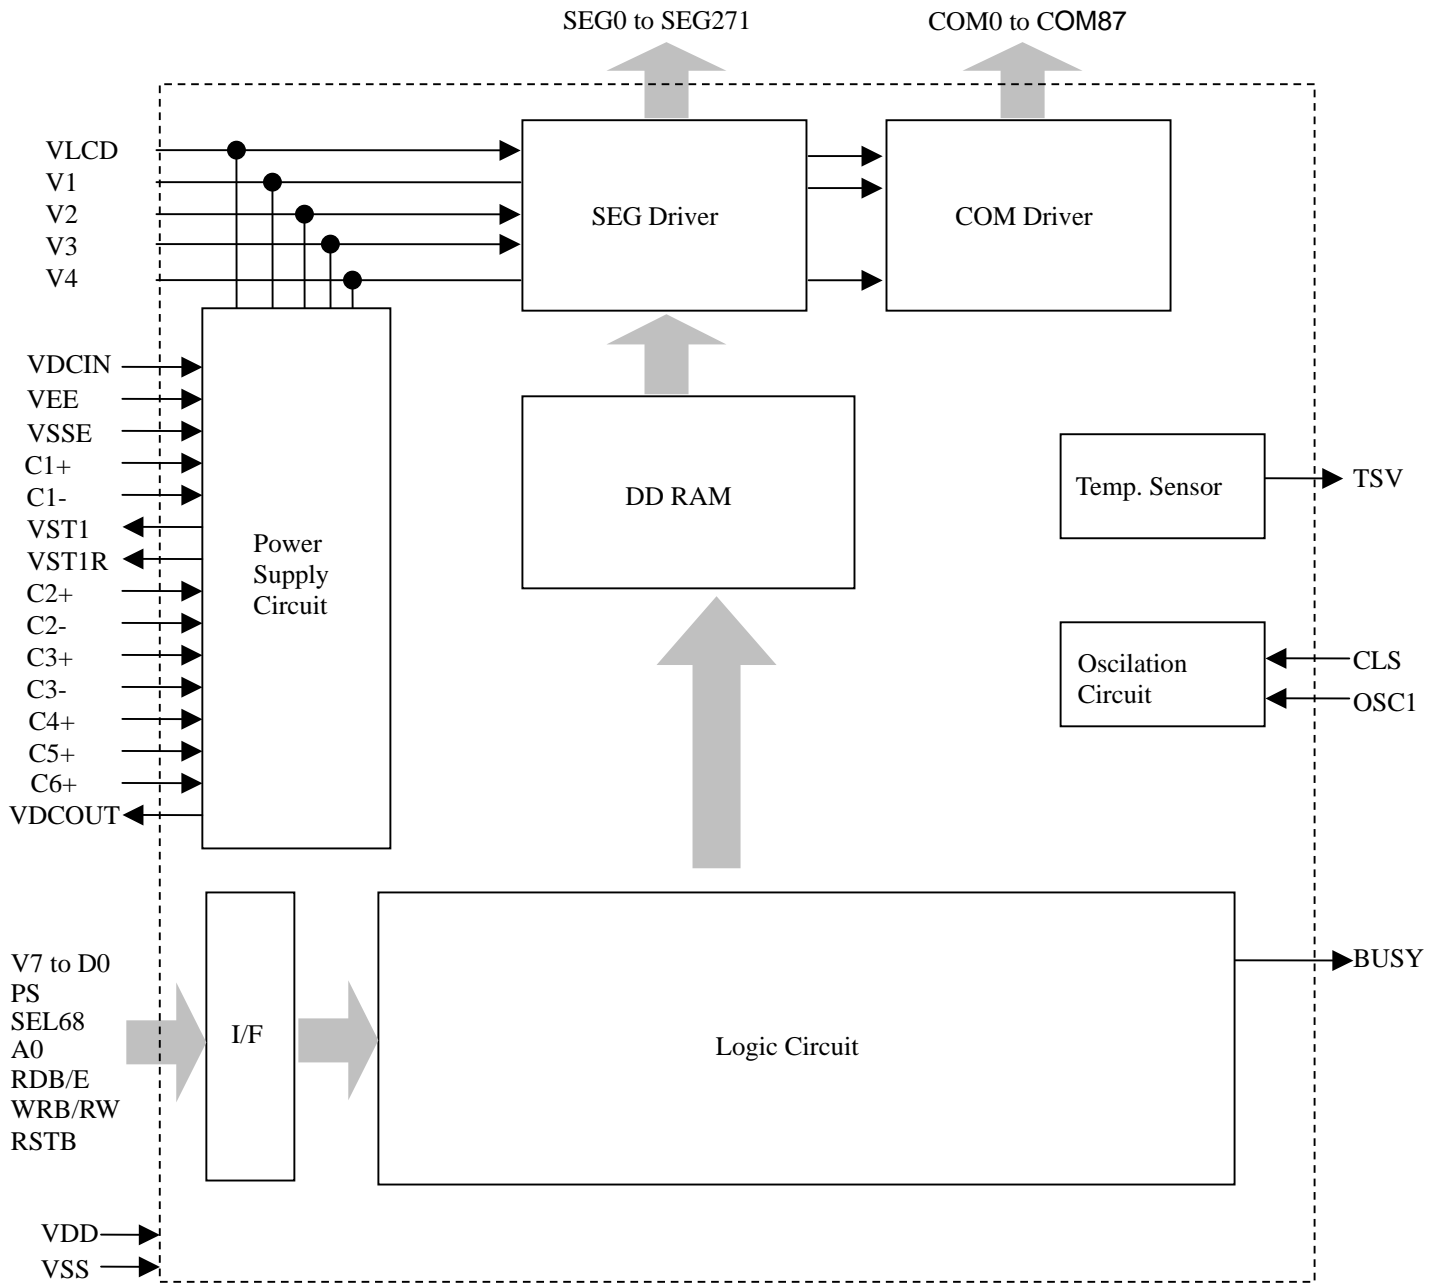 SEG0 to SEG271
COM0 to COM87
VLCD
V1
V2
V3
V4
SEG Driver
COM Driver
VDCIN
VEE
VSSE
C1+
C1-
VST1
VST1R
C2+
C2-
C3+
C3-
C4+
C5+
C6+
VDCOUT
Power
Supply
Circuit
DD RAM
Temp. Sensor
TSV
Oscilation
Circuit
CLS
OSC1
V7 to D0
PS
SEL68
A0
RDB/E
WRB/RW
RSTB
I/F
Logic Circuit
BUSY
VDD
VSS